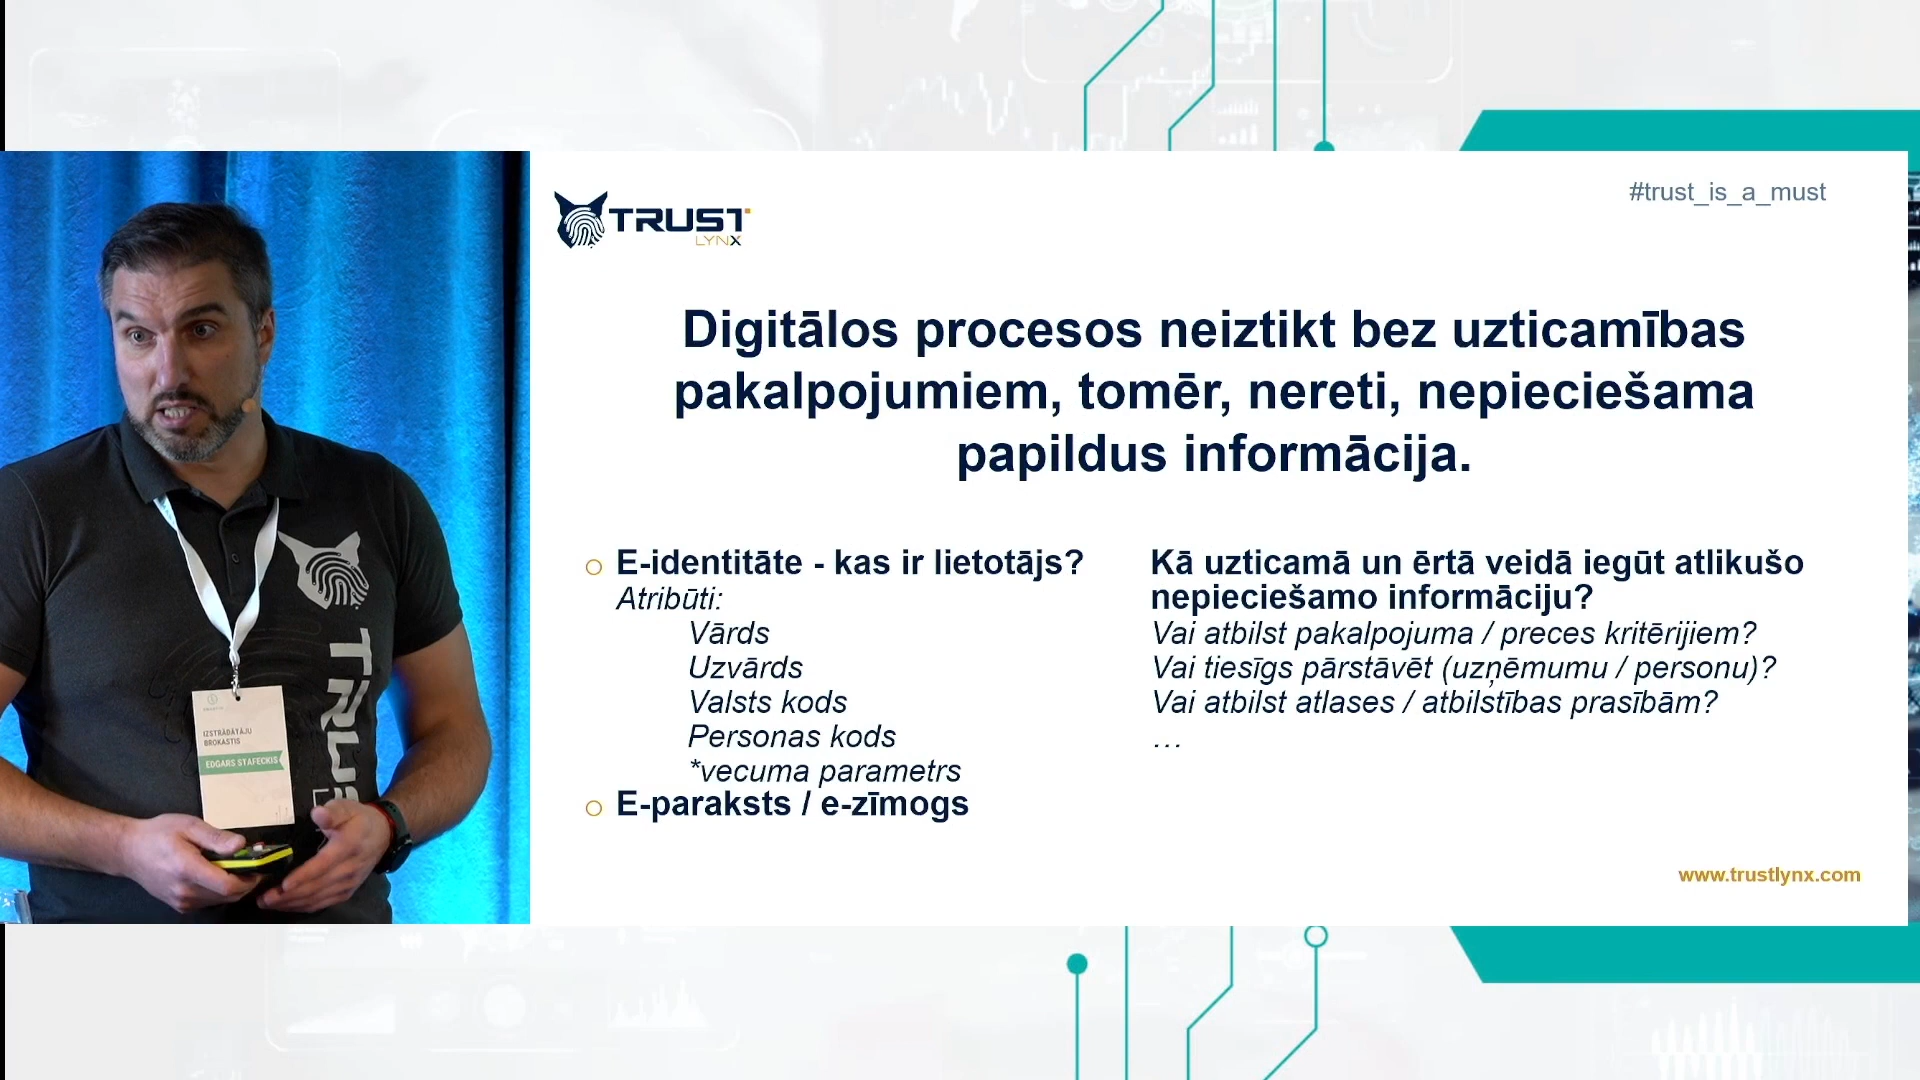 #trust_is_a_must
TRUST
LYNX
Digitālos procesos neiztikt bez uzticamības
pakalpojumiem, tomēr, nereti, nepieciešama
papildus informācija.
o E-identitāte - kas ir lietotājs?
Atribūti:
Vārds
Uzvārds
Valsts kods
Personas kods
*vecuma parametrs
o E-paraksts / e-zīmogs
Kā uzticamā un ērtā veidā iegūt atlikušo
nepieciešamo informāciju?
Vai atbilst pakalpojuma / preces kritērijiem?
Vai tiesīgs pārstāvēt (uzņēmumu / personu)?
Vai atbilst atlases / atbilstības prasībām?
…
www.trustlynx.com
TRUST
IZSTRĀDĀTĀJU
BROKASTIS
EDGARS STAFECKIS